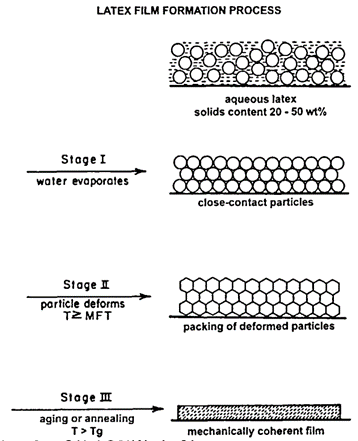 LATEX FILM FORMATION PROCESS
aqueous latex
solids content 20 - 50 wt%
Stage I
water evaporates
close-contact particles
Stage II
particle deforms
T ≥ MFT
packing of deformed particles
Stage III
aging or annealing
T > Tg
mechanically coherent film